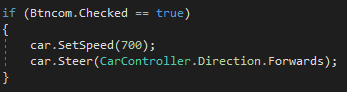 if (Btncom.Checked == true)
{
car.SetSpeed(700);
car.Steer(CarController.Direction.Forwards);
}